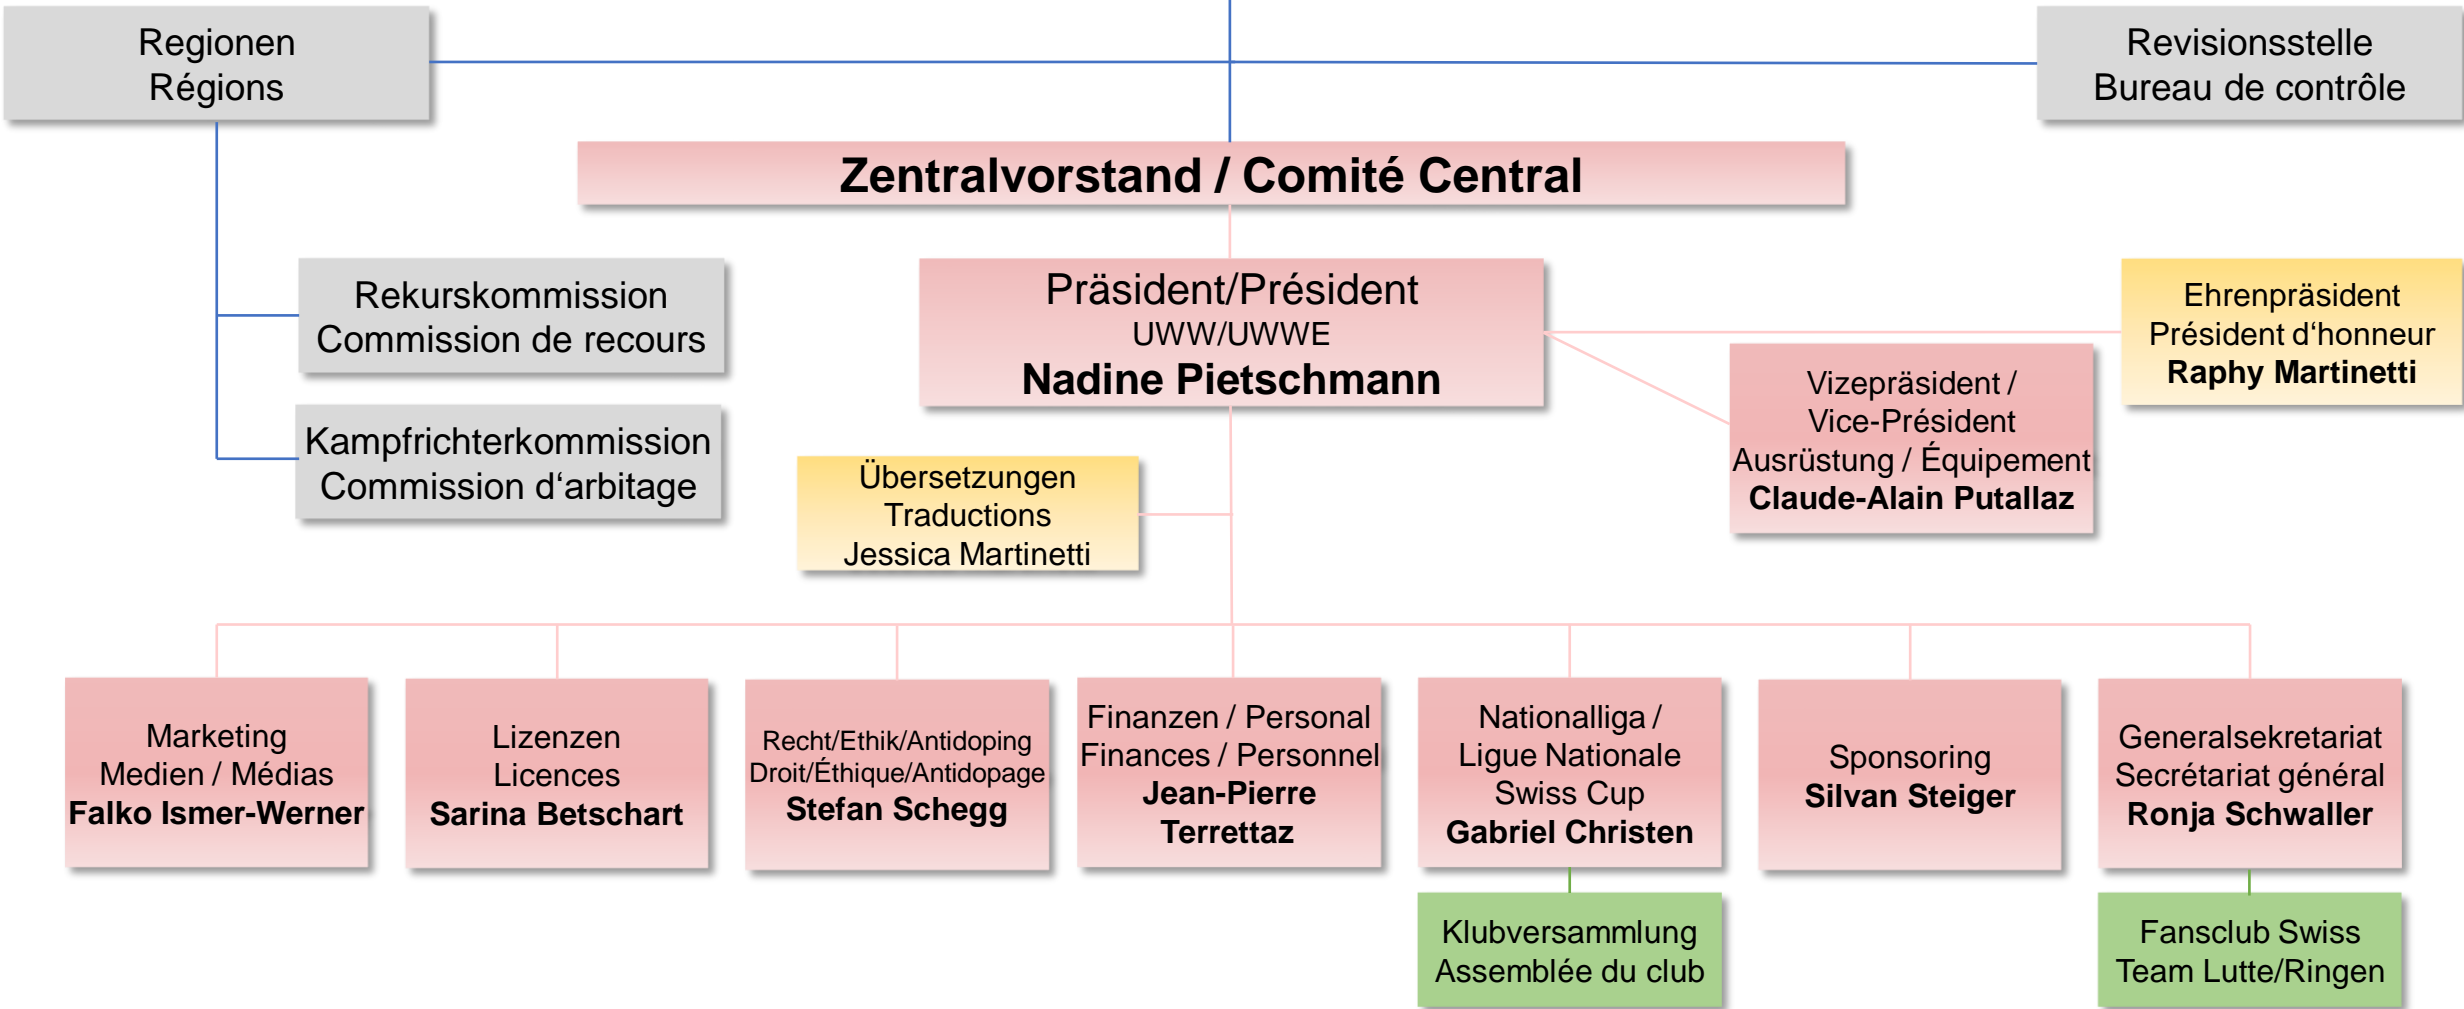 Regionen
Régions
Revisionsstelle
Bureau de contrôle
Zentralvorstand / Comité Central
Rekurskommission
Commission de recours
Kampfrichterkommission
Commission d‘arbitage
Präsident/Président
UWW/UWWE
Nadine Pietschmann
Ehrenpräsident
Président d‘honneur
Raphy Martinetti
Vizepräsident /
Vice-Président
Ausrüstung / Équipement
Claude-Alain Putallaz
Übersetzungen
Traductions
Jessica Martinetti
Marketing
Medien / Médias
Falko Ismer-Werner
Lizenzen
Licences
Sarina Betschart
Recht/Ethik/Antidoping
Droit/Éthique/Antidopage
Stefan Schegg
Finanzen / Personal
Finances / Personnel
Jean-Pierre
Terrettaz
Nationalliga /
Ligue Nationale
Swiss Cup
Gabriel Christen
Sponsoring
Silvan Steiger
Generalsekretariat
Secrétariat général
Ronja Schwaller
Klubversammlung
Assemblée du club
Fansclub Swiss
Team Lutte/Ringen